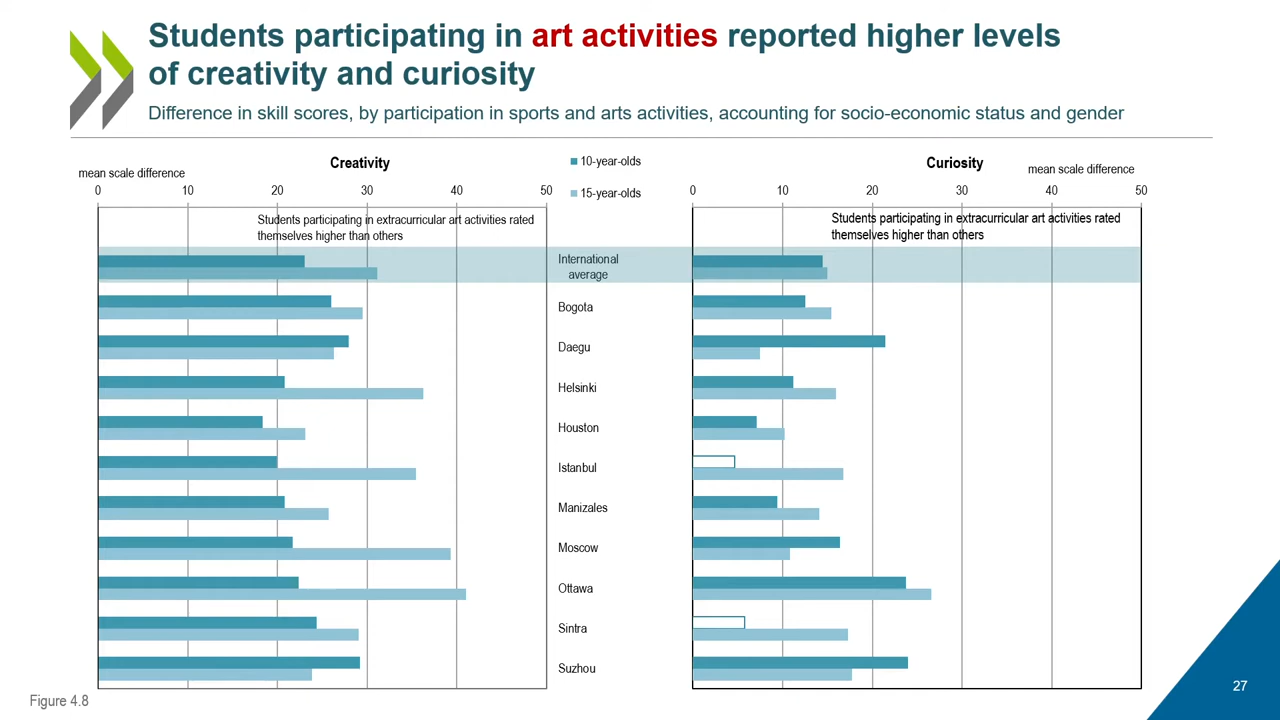 Students participating in art activities reported higher levels
of creativity and curiosity
Difference in skill scores, by participation in sports and arts activities, accounting for socio-economic status and gender
Creativity
mean scale difference
0 10 20 30 40 50
10-year-olds
15-year-olds
Curiosity
mean scale difference
0 10 20 30 40 50
Students participating in extracurricular art activities rated
themselves higher than others
Students participating in extracurricular art activities rated
themselves higher than others
International
average
Bogota
Daegu
Helsinki
Houston
Istanbul
Manizales
Moscow
Ottawa
Sintra
Suzhou
Figure 4.8
27